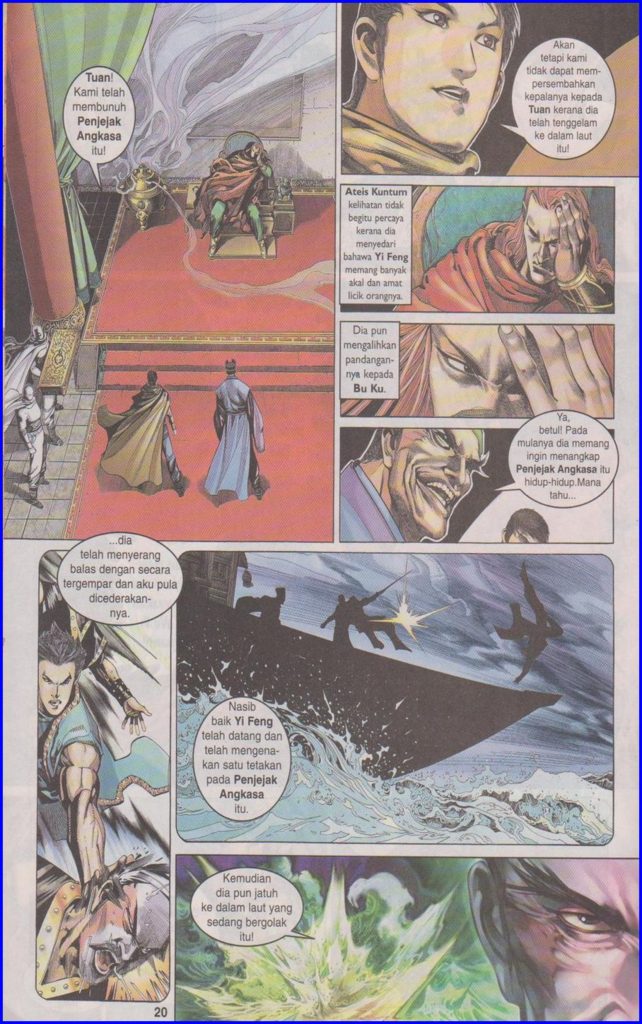 Tuan!
Kami telah
membunuh
Penjejak
Angkasa
itu!
Akan
tetapi kami
tidak dapat mem-
persembahkan
kepalanya kepada
Tuan kerana dia
telah tenggelam
ke dalam laut
itu!
Ateis Kuntum
kelihatan tidak
begitu percaya
kerana dia
menyedari
bahawa Yi Feng
memang banyak
akal dan amat
licik orangnya.
Dia pun
mengalihkan
pandangan-
nya kepada
Bu Ku.
Ya,
betul! Pada
mulanya dia memang
ingin menangkap
Penjejak Angkasa itu
hidup-hidup.Mana
tahu...
...dia
telah menyerang
balas dengan secara
tergempar dan aku pula
dicederakan-
nya.
Nasib
baik Yi Feng
telah datang dan
telah mengena-
kan satu tetakan
pada Penjejak
Angkasa
itu.
Kemudian
dia pun jatuh
ke dalam laut yang
sedang bergolak
itu!
20